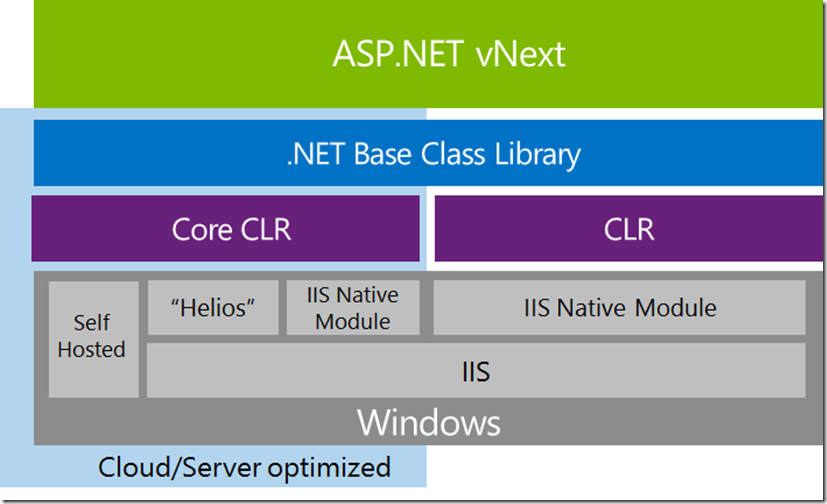 ASP.NET vNext
.NET Base Class Library
Core CLR
CLR
Self
Hosted
“Helios”
IIS Native
Module
IIS Native Module
IIS
Windows
Cloud/Server optimized